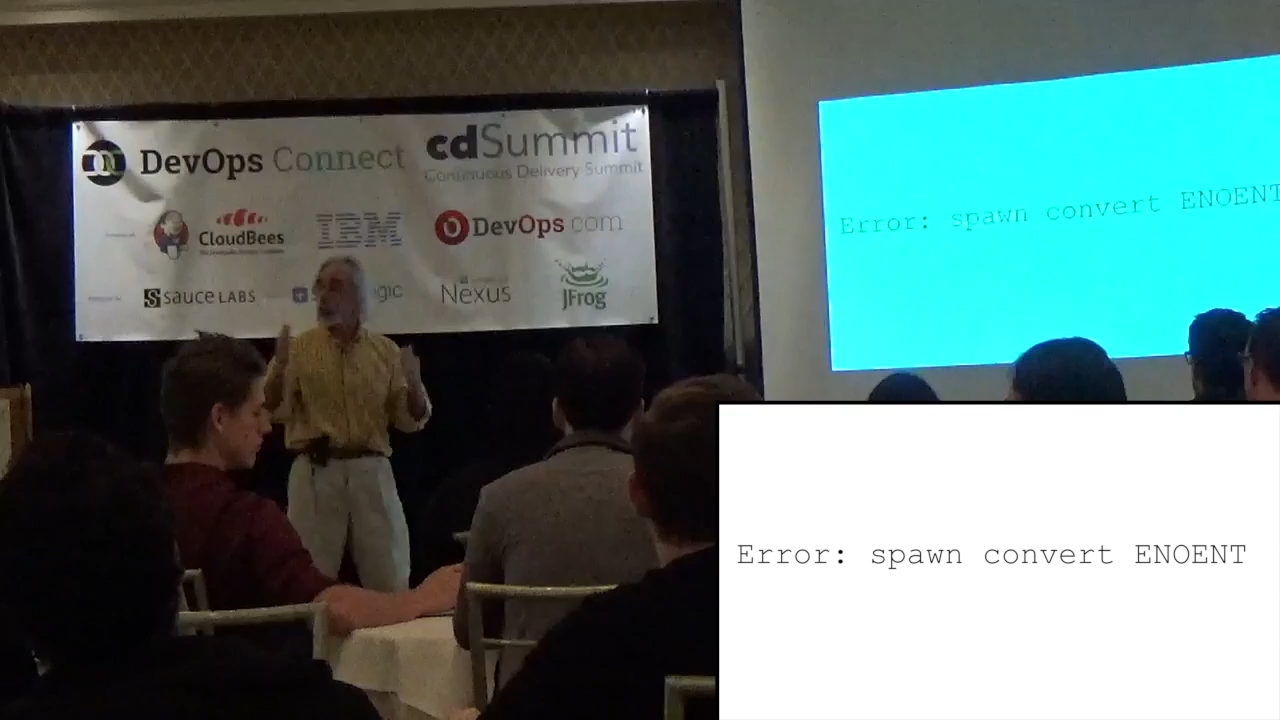 DevOps Connect
cdSummit
Continuous Delivery Summit
CloudBees
IBM
DevOps.com
SAUCE LABS
Nexus
JFrog
Error: spawn convert ENOENT
Error: spawn convert ENOENT